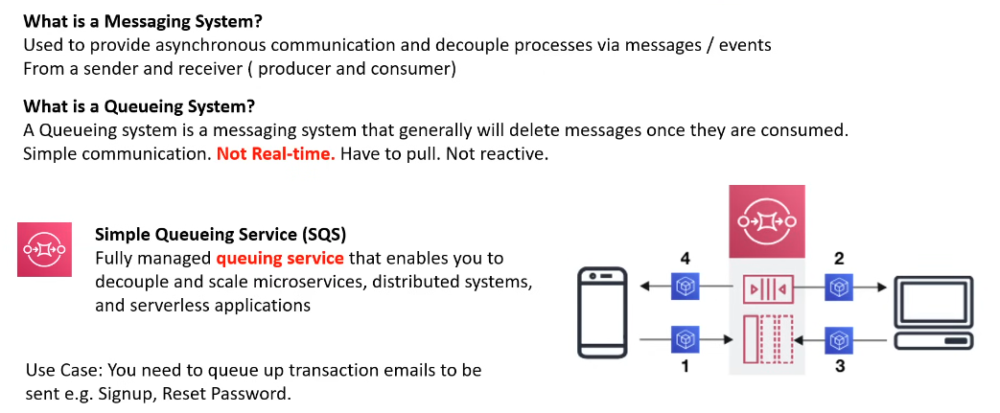 What is a Messaging System?
Used to provide asynchronous communication and decouple processes via messages / events
From a sender and receiver ( producer and consumer)
What is a Queueing System?
A Queueing system is a messaging system that generally will delete messages once they are consumed.
Simple communication. Not Real-time. Have to pull. Not reactive.
Simple Queueing Service (SQS)
Fully managed queuing service that enables you to
decouple and scale microservices, distributed systems,
and serverless applications
Use Case: You need to queue up transaction emails to be
sent e.g. Signup, Reset Password.
4
2
1
3